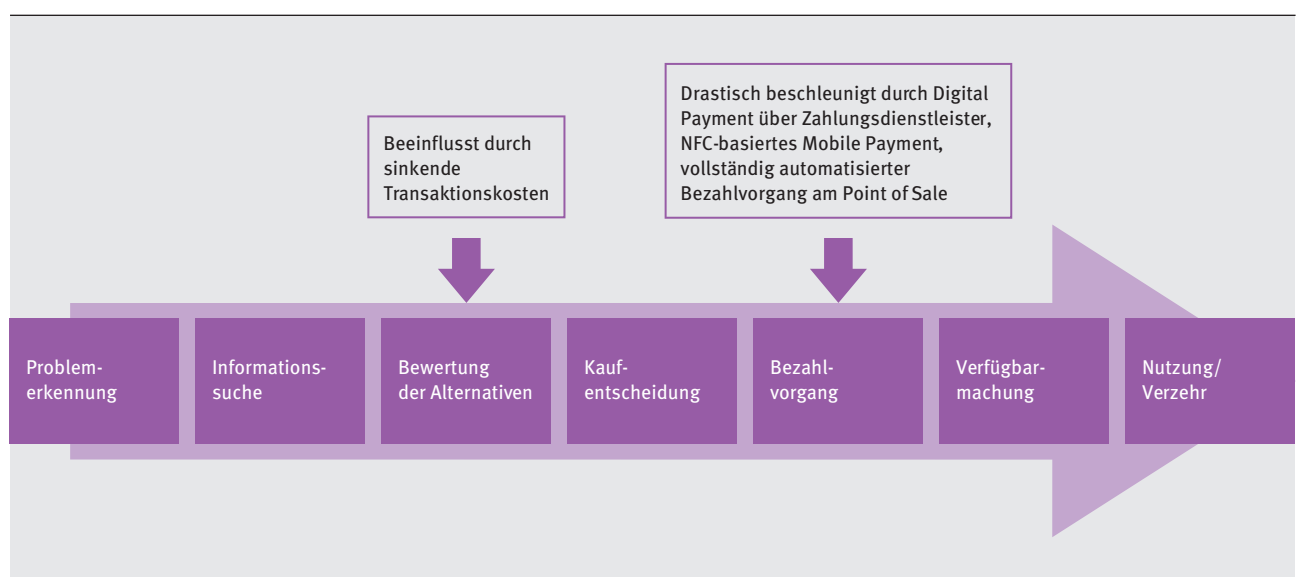 Beeinflusst durch
sinkende
Transaktionskosten
Drastisch beschleunigt durch Digital
Payment über Zahlungsdienstleister,
NFC-basiertes Mobile Payment,
vollständig automatisierter
Bezahlvorgang am Point of Sale
Problem-
erkennung
Informations-
suche
Bewertung
der Alternativen
Kauf-
entscheidung
Bezahl-
vorgang
Verfügbar-
machung
Nutzung/
Verzehr